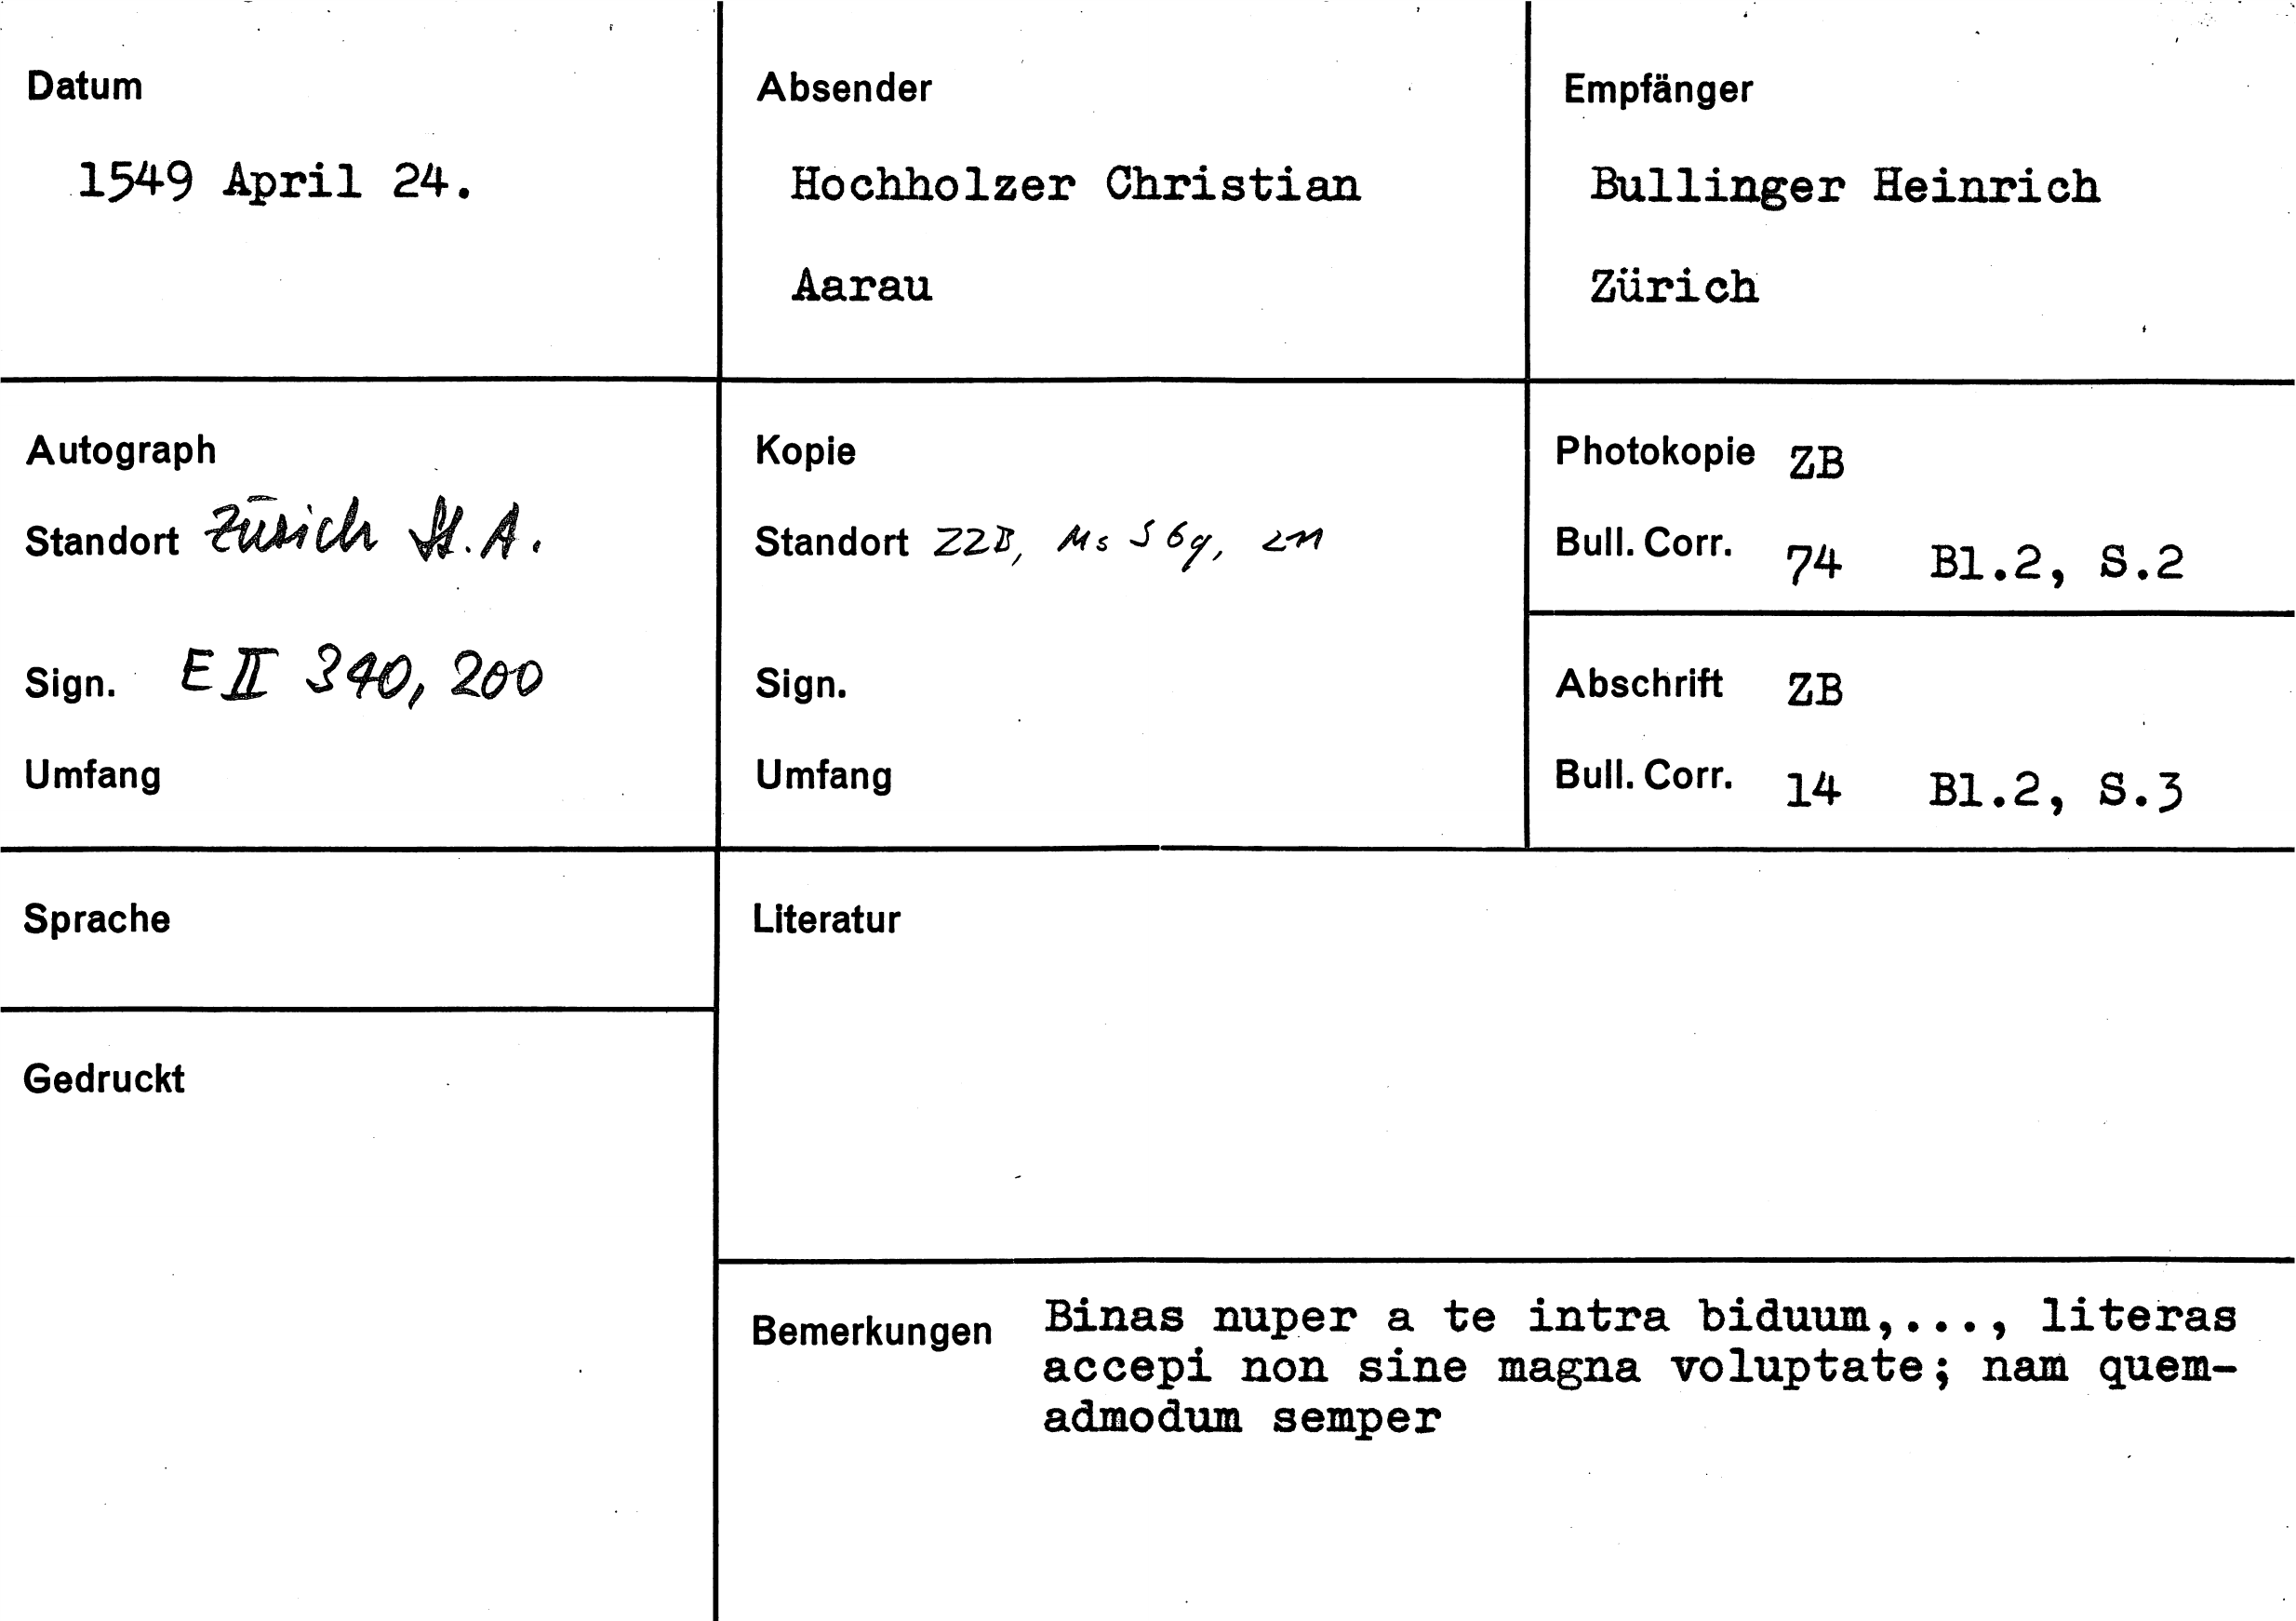 Datum
1549 April 24.
Absender
Hochholzer Christian
Aarau
Empfänger
Bullinger Heinrich
Zürich
Autograph
Standort Zürich St.A.
Sign. E II 340, 200
Umfang
Kopie
Standort ZZB, Ms S 69, 211
Sign.
Umfang
Photokopie ZB
Bull. Corr. 74 Bl.2, S.2
Abschrift ZB
Bull. Corr. 14 Bl.2, S.3
Sprache
Gedruckt
Literatur
Bemerkungen Binas nuper a te intra biduum,..., literas
accepi non sine magna voluptate; nam quem-
admodum semper